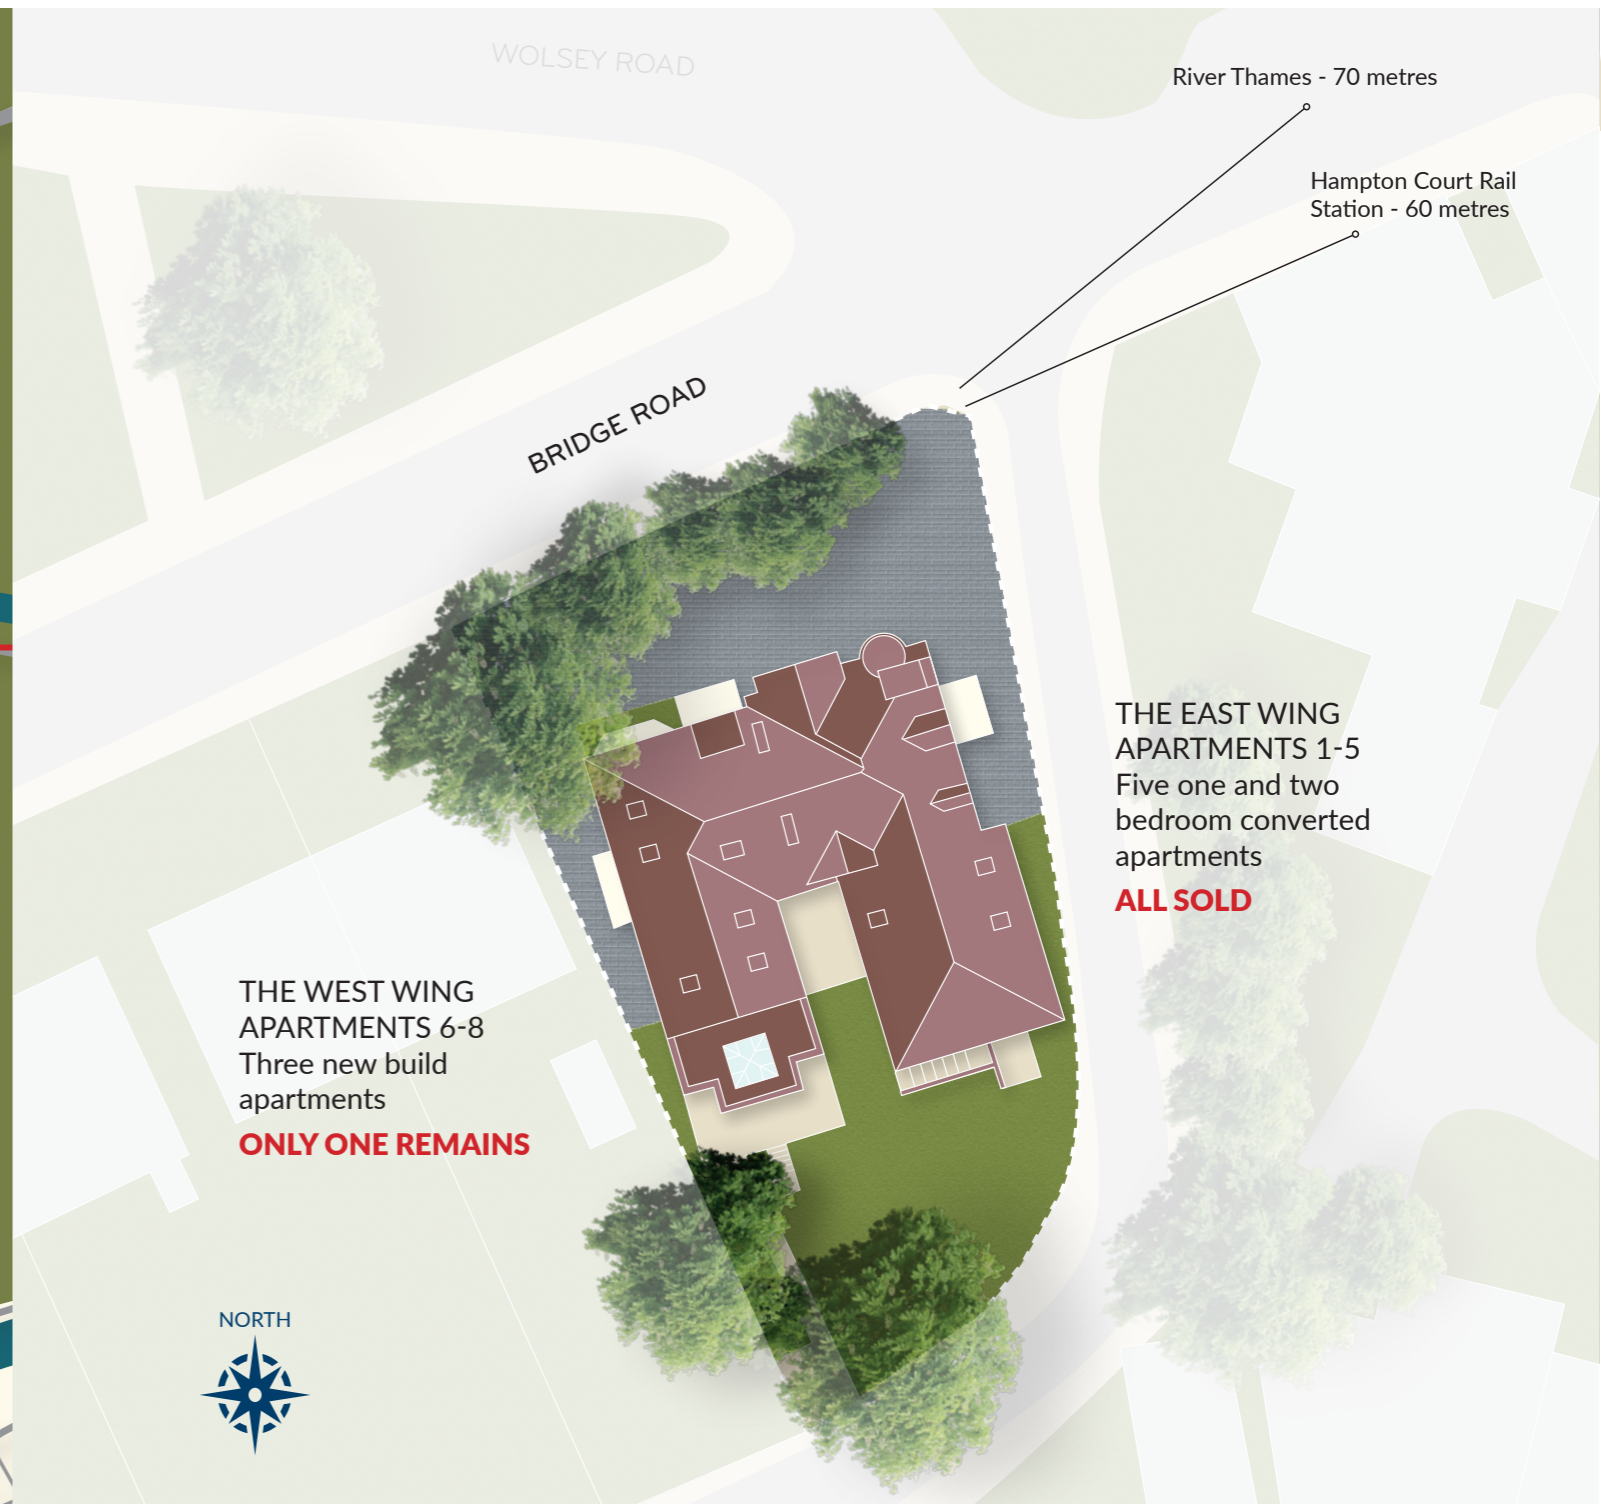 WOLSEY ROAD
River Thames - 70 metres
Hampton Court Rail
Station - 60 metres
BRIDGE ROAD
THE EAST WING
APARTMENTS 1-5
Five one and two
bedroom converted
apartments
ALL SOLD
THE WEST WING
APARTMENTS 6-8
Three new build
apartments
ONLY ONE REMAINS
NORTH